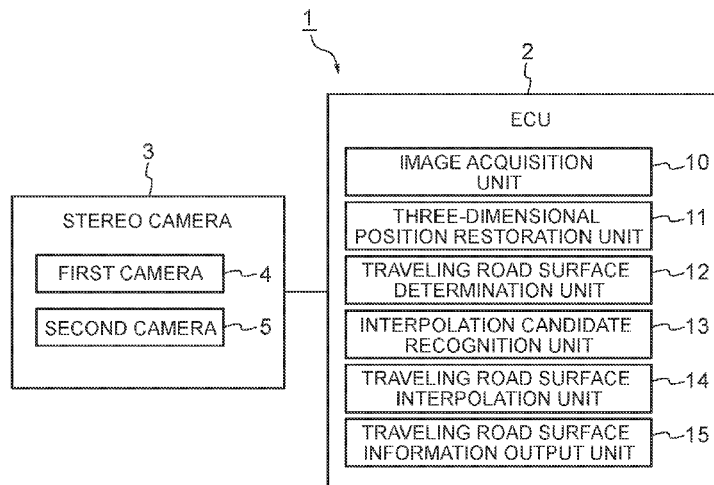 1
2
ECU
3
STEREO CAMERA
FIRST CAMERA
4
SECOND CAMERA
5
IMAGE ACQUISITION
UNIT
10
THREE-DIMENSIONAL
POSITION RESTORATION UNIT
11
TRAVELING ROAD SURFACE
DETERMINATION UNIT
12
INTERPOLATION CANDIDATE
RECOGNITION UNIT
13
TRAVELING ROAD SURFACE
INTERPOLATION UNIT
14
TRAVELING ROAD SURFACE
INFORMATION OUTPUT UNIT
15